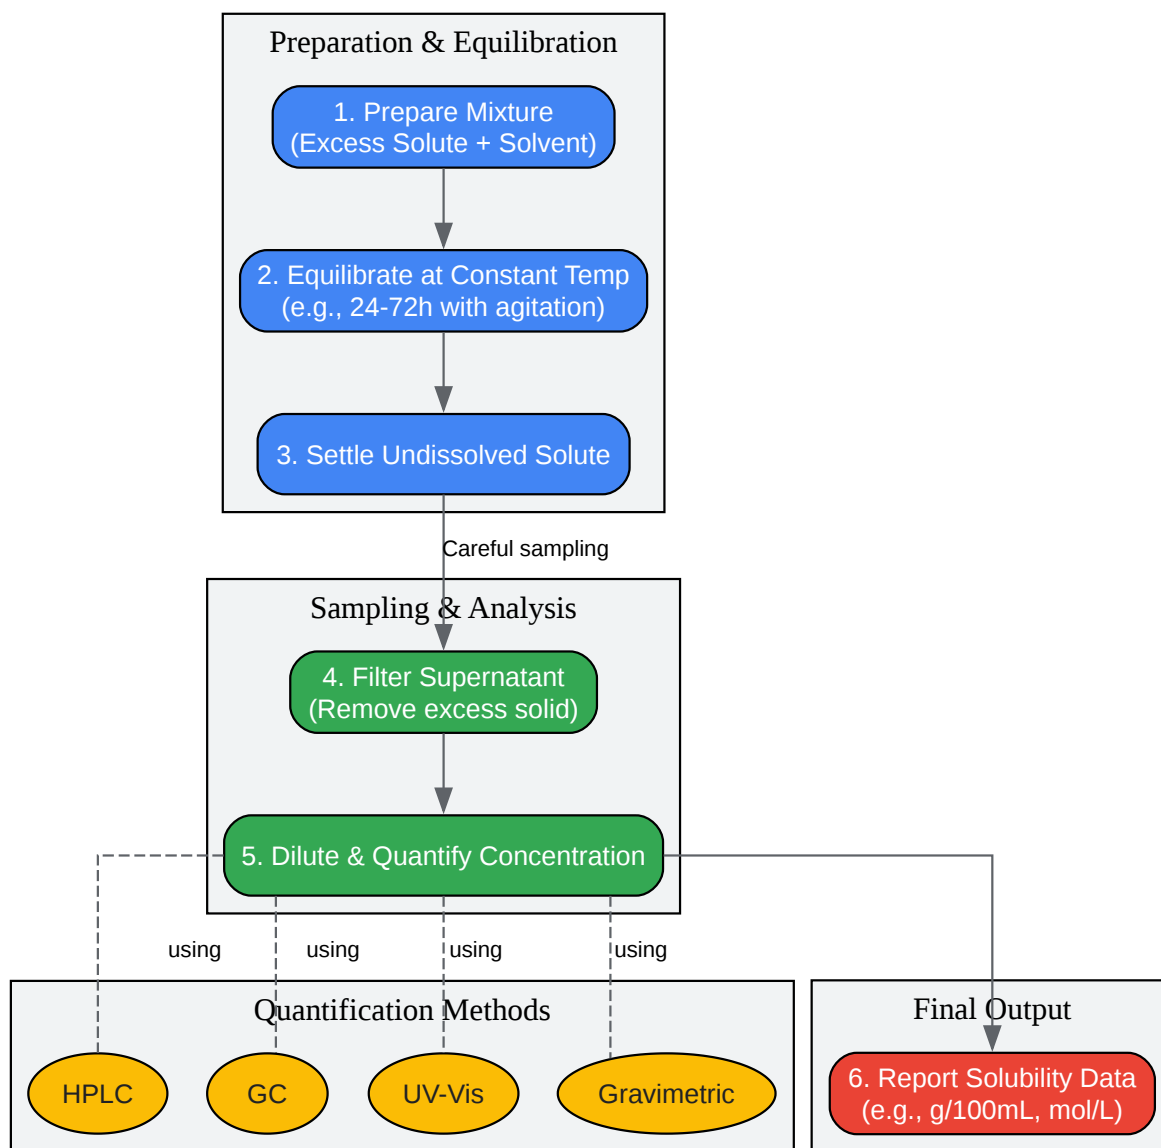 Preparation & Equilibration
1. Prepare Mixture
(Excess Solute + Solvent)
2. Equilibrate at Constant Temp
(e.g., 24-72h with agitation)
3. Settle Undissolved Solute
Careful sampling
Sampling & Analysis
4. Filter Supernatant
(Remove excess solid)
5. Dilute & Quantify Concentration
using
using
using
using
Quantification Methods
HPLC
GC
UV-Vis
Gravimetric
Final Output
6. Report Solubility Data
(e.g., g/100mL, mol/L)